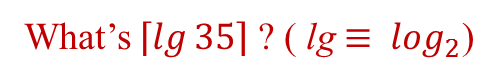 What’s ⌈lg 35⌉ ? ( lg ≡ log₂)